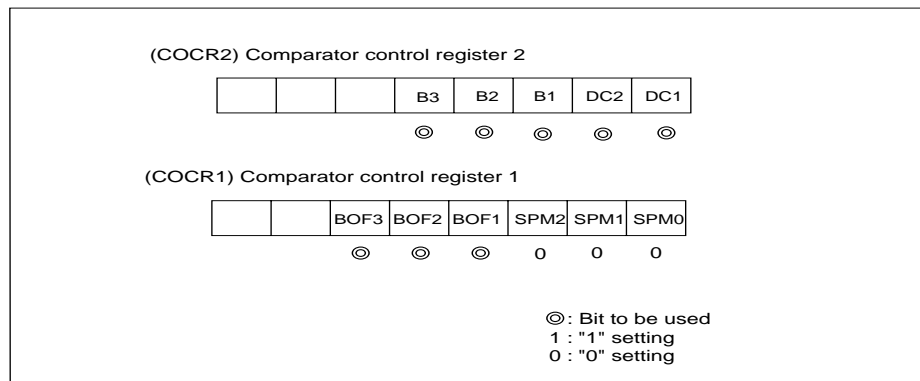 (COCR2) Comparator control register 2
B3 B2 B1 DC2 DC1
◎ ◎ ◎ ◎ ◎
(COCR1) Comparator control register 1
BOF3 BOF2 BOF1 SPM2 SPM1 SPM0
◎ ◎ ◎ 0 0 0
◎: Bit to be used
1 : "1" setting
0 : "0" setting